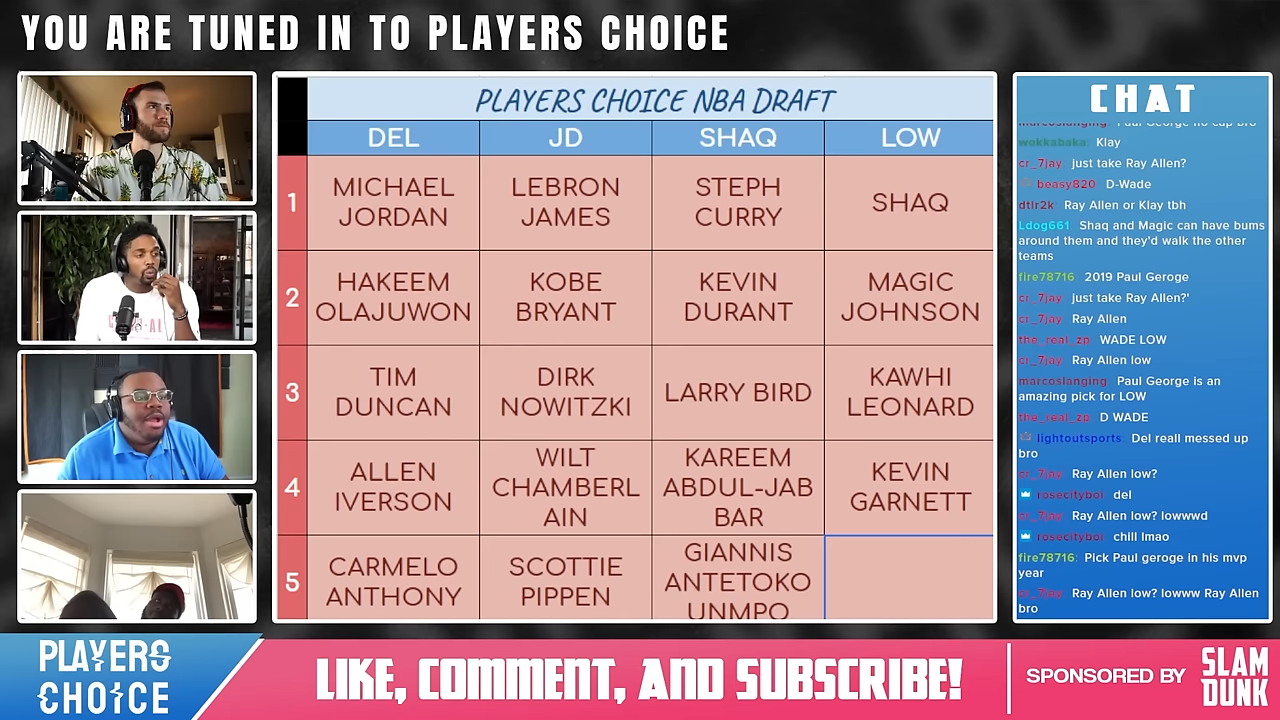 YOU ARE TUNED IN TO PLAYERS CHOICE
PLAYERS CHOICE NBA DRAFT
DEL JD SHAQ LOW
1
MICHAEL
JORDAN
LEBRON
JAMES
STEPH
CURRY
SHAQ
2
HAKEEM
OLAJUWON
KOBE
BRYANT
KEVIN
DURANT
MAGIC
JOHNSON
3
TIM
DUNCAN
DIRK
NOWITZKI
LARRY BIRD
KAWHI
LEONARD
4
ALLEN
IVERSON
WILT
CHAMBERL
AIN
KAREEM
ABDUL-JAB
BAR
KEVIN
GARNETT
5
CARMELO
ANTHONY
SCOTTIE
PIPPEN
GIANNIS
ANTETOKO
UNMPO
CHAT
marcoslanging: Paul George no cap bro
wokkabaka: Klay
cr_7jay: just take Ray Allen?
beasy820: D-Wade
dtlr2k: Ray Allen or Klay tbh
Ldog661: Shaq and Magic can have bums
around them and they'd walk the other
teams
fire78716: 2019 Paul Geroge
cr_7jay: just take Ray Allen?'
cr_7jay: Ray Allen
the_real_zp: WADE LOW
cr_7jay: Ray Allen low
marcoslanging: Paul George is an
amazing pick for LOW
the_real_zp: D WADE
lightoutsports: Del reall messed up
bro
cr_7jay: Ray Allen low?
rosecityboi: del
cr_7jay: Ray Allen low? lowwwd
rosecityboi: chill lmao
fire78716: Pick Paul geroge in his mvp
year
cr_7jay: Ray Allen low? lowww Ray Allen
bro
PLAYERS
CHOICE
LIKE, COMMENT, AND SUBSCRIBE!
SPONSORED BY
SLAM
DUNK